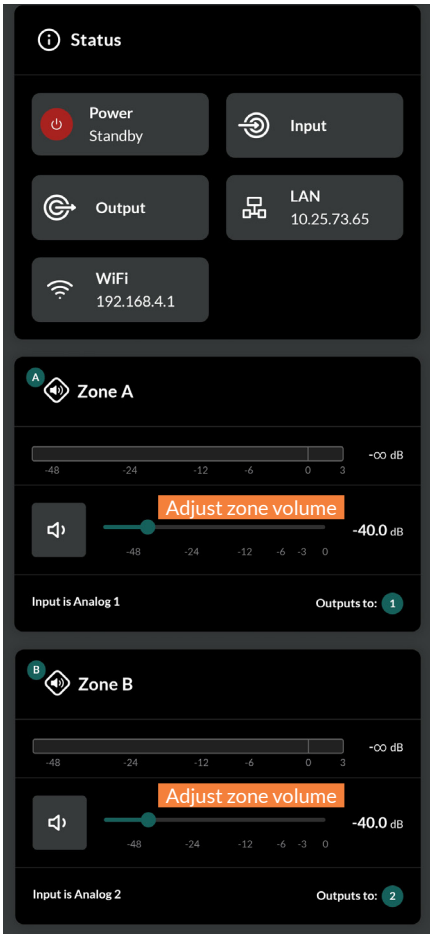 Status
Power
Standby
Input
Output
LAN
10.25.73.65
WiFi
192.168.4.1
A
Zone A
-∞ dB
-48 -24 -12 -6 0 3
Adjust zone volume
-40.0 dB
-48 -24 -12 -6 -3 0
Input is Analog 1 Outputs to: 1
B
Zone B
-∞ dB
-48 -24 -12 -6 0 3
Adjust zone volume
-40.0 dB
-48 -24 -12 -6 -3 0
Input is Analog 2 Outputs to: 2